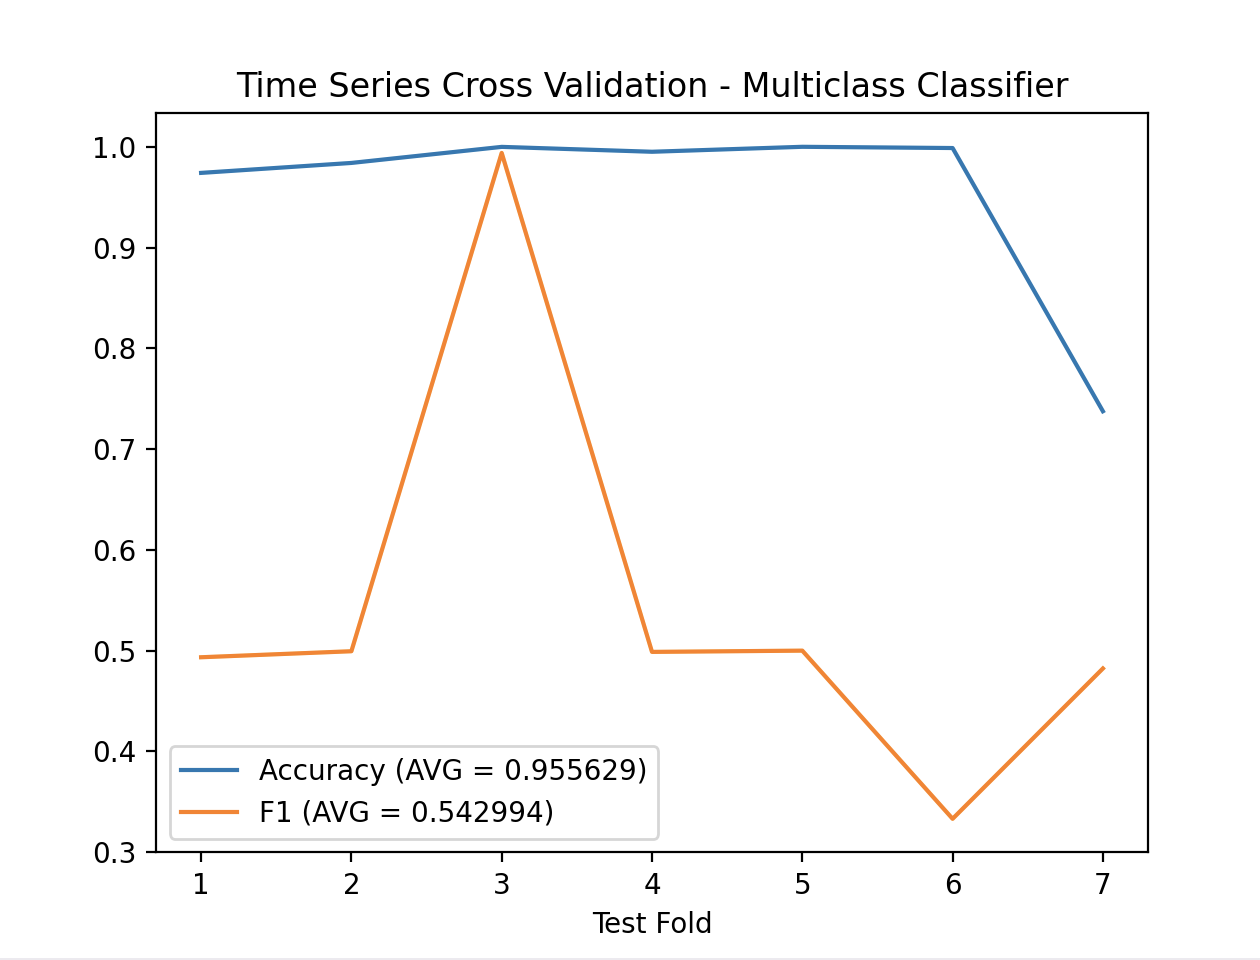 Time Series Cross Validation - Multiclass Classifier
1.0
0.9
0.8
0.7
0.6
0.5
0.4
0.3
Accuracy (AVG = 0.955629)
F1 (AVG = 0.542994)
1 2 3 4 5 6 7
Test Fold